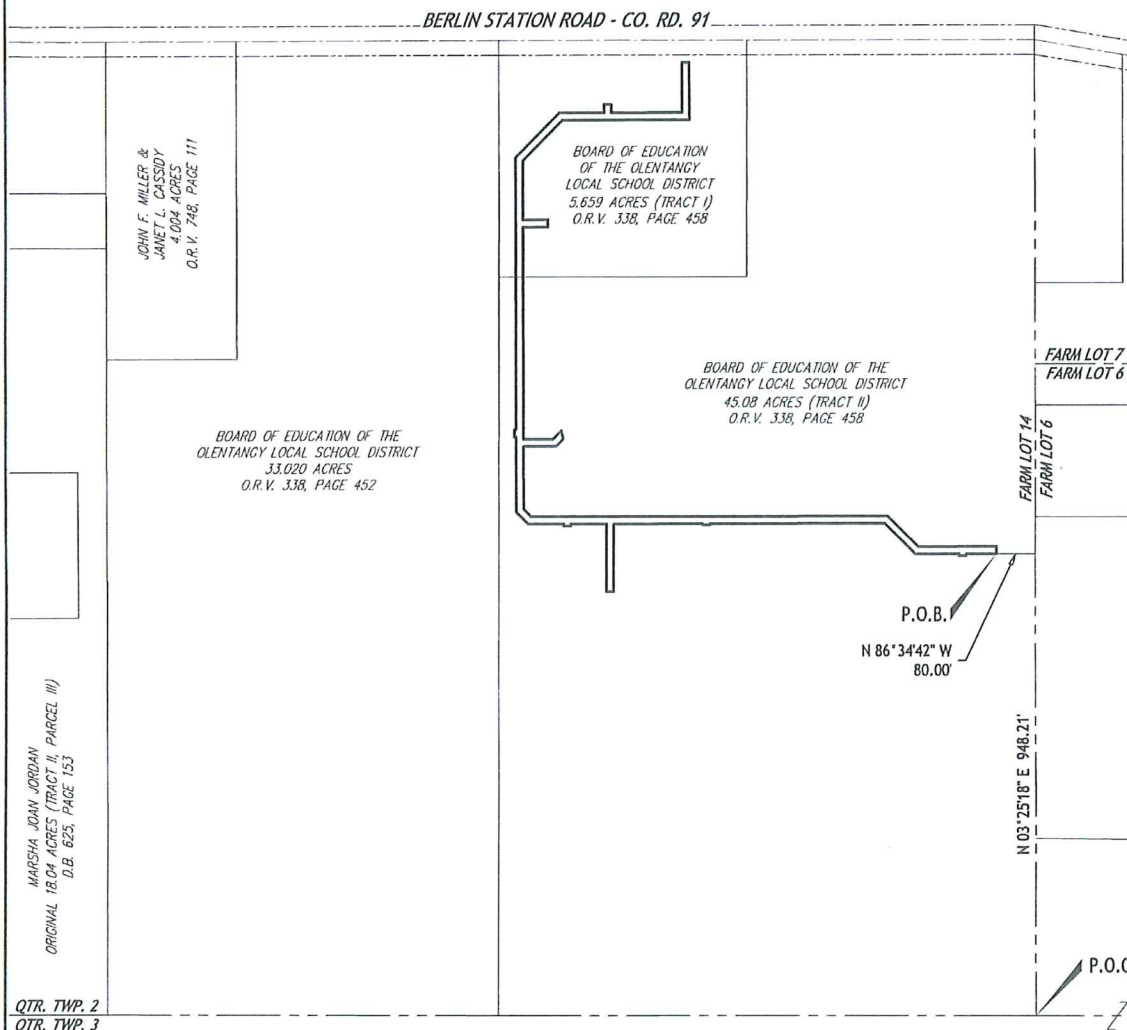 BERLIN STATION ROAD - CO. RD. 91
JOHN F. MILLER &
JANET L. CASSIDY
4.004 ACRES
O.R.V. 748, PAGE 111
BOARD OF EDUCATION
OF THE OLENTANGY
LOCAL SCHOOL DISTRICT
5.659 ACRES (TRACT I)
O.R.V. 338, PAGE 458
BOARD OF EDUCATION OF THE
OLENTANGY LOCAL SCHOOL DISTRICT
45.08 ACRES (TRACT II)
O.R.V. 338, PAGE 458
FARM LOT 7
FARM LOT 6
BOARD OF EDUCATION OF THE
OLENTANGY LOCAL SCHOOL DISTRICT
33.020 ACRES
O.R.V. 338, PAGE 452
FARM LOT 14
FARM LOT 6
P.O.B.
N 86°34'42" W
80.00'
N 03°25'18" E 948.21'
MARSHA JOAN JORDAN
ORIGINAL 18.04 ACRES (TRACT II, PARCEL III)
D.B. 625, PAGE 153
P.O.C
QTR. TWP. 2
QTR. TWP. 3